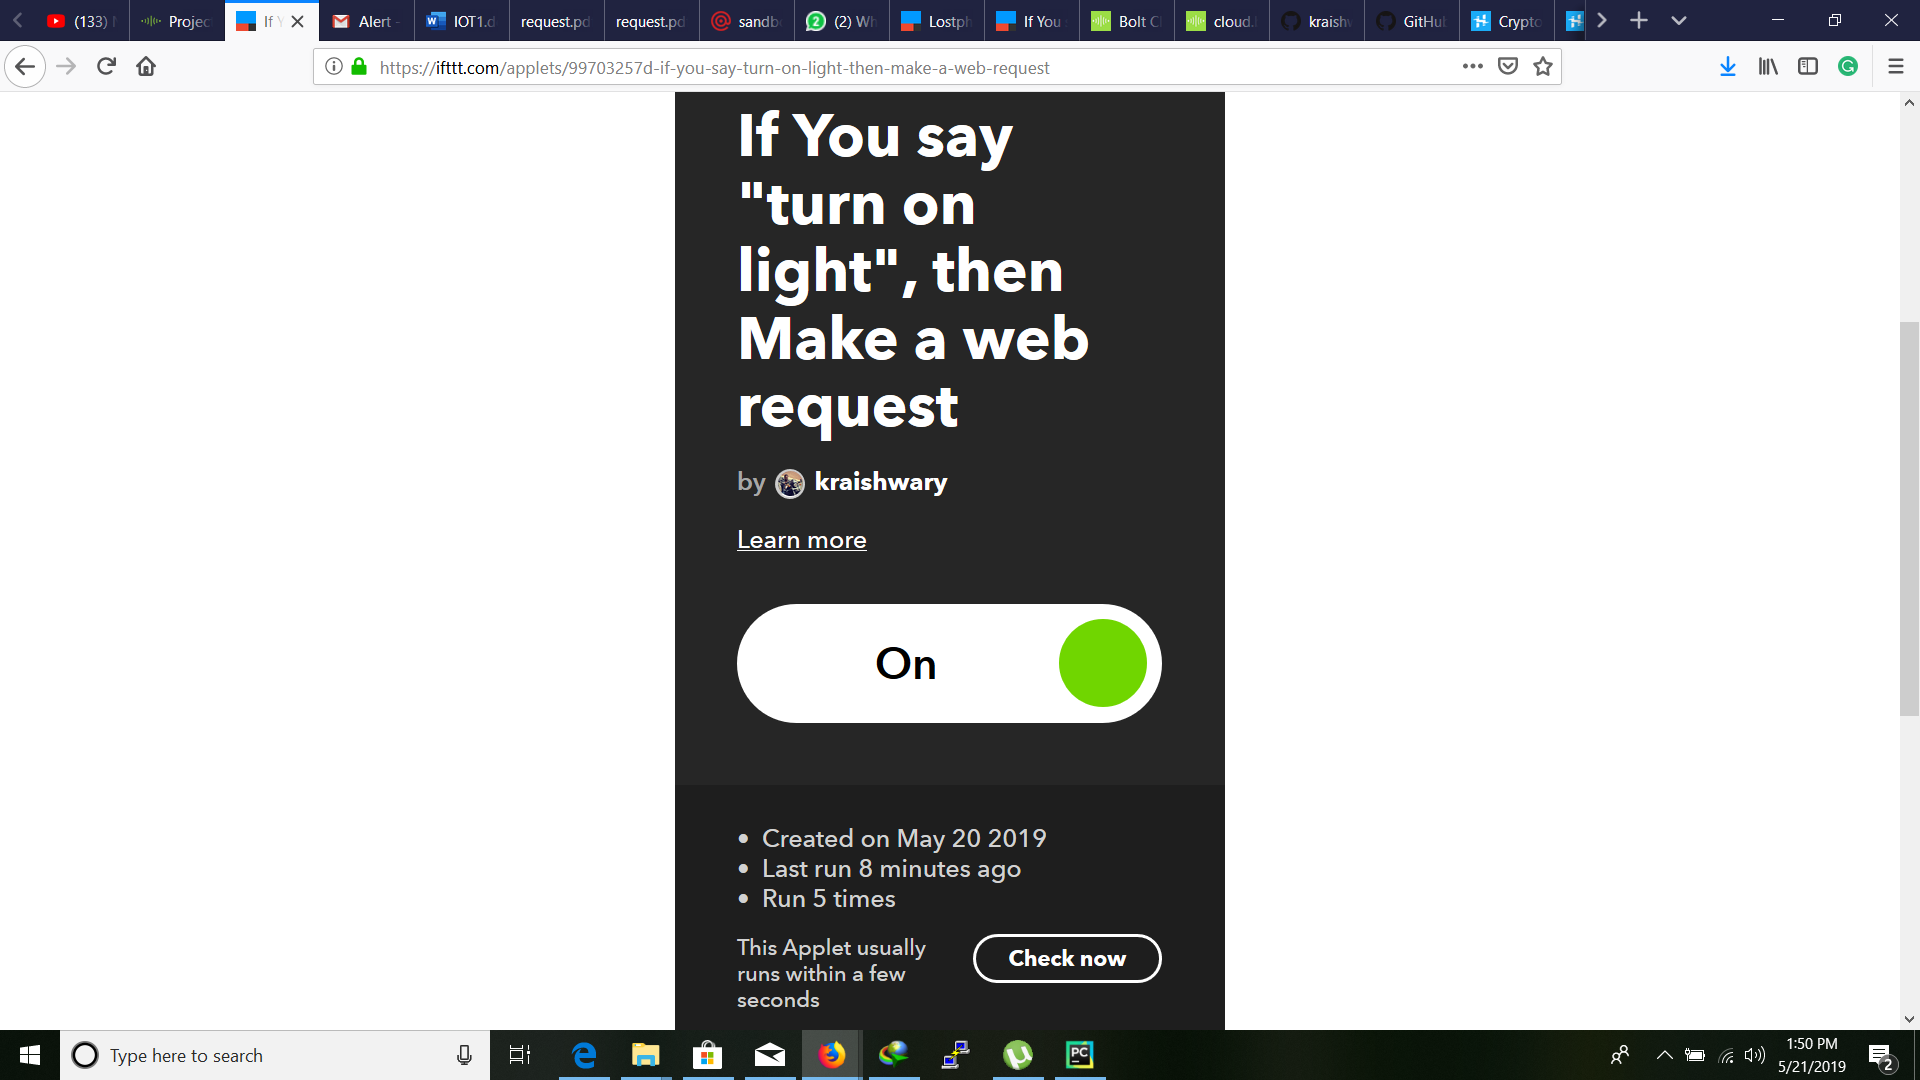 (133)
Projec
If Y
Alert -
IOT1.d
request.pd
request.pd
sandb
(2) Wh
Lostph
If You
Bolt Cl
cloud.
kraishw
GitHub
Crypto
https://ifttt.com/applets/99703257d-if-you-say-turn-on-light-then-make-a-web-request
If You say
"turn on
light", then
Make a web
request
by kraishwary
Learn more
On
• Created on May 20 2019
• Last run 8 minutes ago
• Run 5 times
This Applet usually
runs within a few
seconds
Check now
Type here to search
PC
1:50 PM
5/21/2019
2